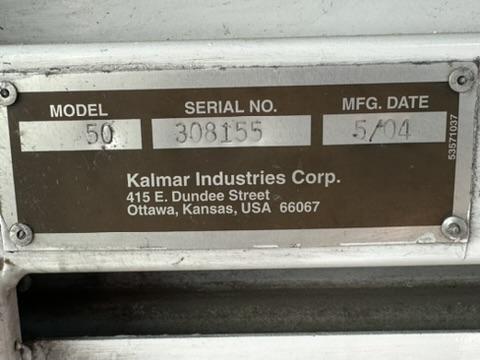 MODEL SERIAL NO. MFG. DATE
50 308155 5/04
53571037
Kalmar Industries Corp.
415 E. Dundee Street
Ottawa, Kansas, USA 66067